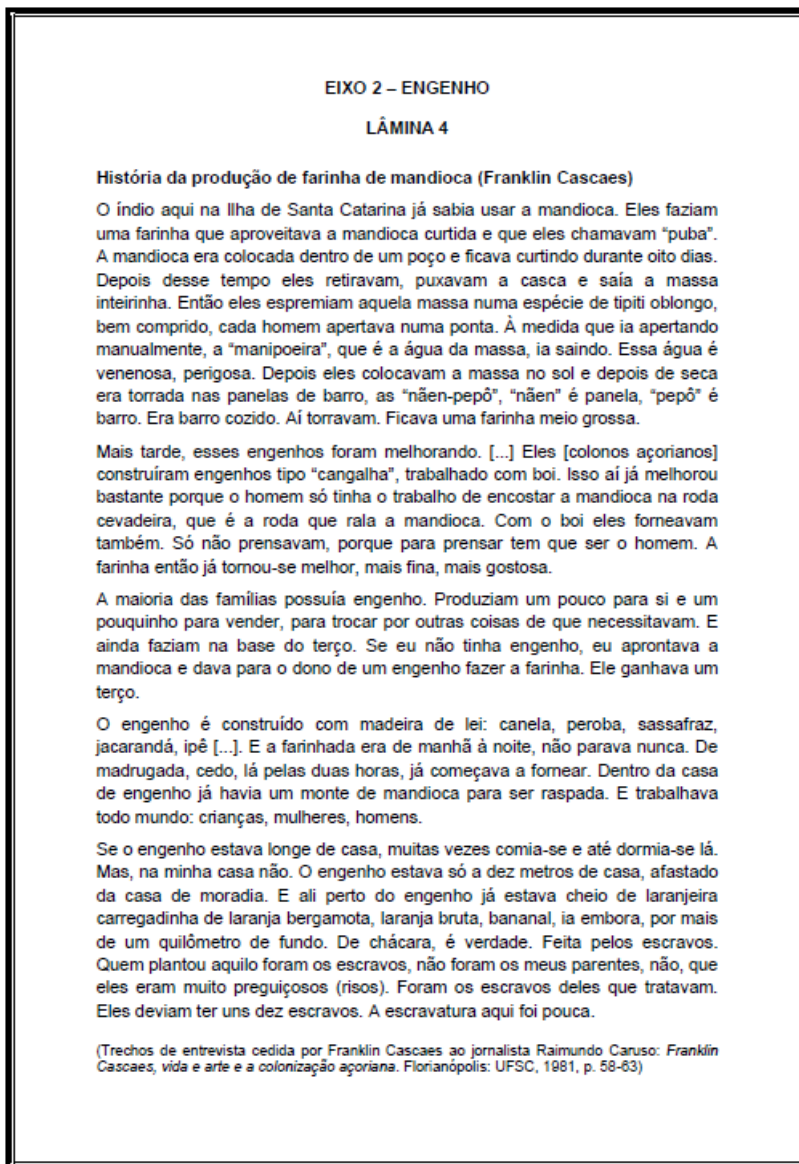 EIXO 2 – ENGENHO
LÂMINA 4
História da produção de farinha de mandioca (Franklin Cascaes)
O índio aqui na Ilha de Santa Catarina já sabia usar a mandioca. Eles faziam
uma farinha que aproveitava a mandioca curtida e que eles chamavam “puba”.
A mandioca era colocada dentro de um poço e ficava curtindo durante oito dias.
Depois desse tempo eles retiravam, puxavam a casca e saía a massa
inteirinha. Então eles espremiam aquela massa numa espécie de tipiti oblongo,
bem comprido, cada homem apertava numa ponta. À medida que ia apertando
manualmente, a “manipoeira”, que é a água da massa, ia saindo. Essa água é
venenosa, perigosa. Depois eles colocavam a massa no sol e depois de seca
era torrada nas panelas de barro, as “nãen-pepô”, “nãen” é panela, “pepô” é
barro. Era barro cozido. Aí torravam. Ficava uma farinha meio grossa.
Mais tarde, esses engenhos foram melhorando. [...] Eles [colonos açorianos]
construíram engenhos tipo “cangalha”, trabalhado com boi. Isso aí já melhorou
bastante porque o homem só tinha o trabalho de encostar a mandioca na roda
cevadeira, que é a roda que rala a mandioca. Com o boi eles forneavam
também. Só não prensavam, porque para prensar tem que ser o homem. A
farinha então já tornou-se melhor, mais fina, mais gostosa.
A maioria das famílias possuía engenho. Produziam um pouco para si e um
pouquinho para vender, para trocar por outras coisas de que necessitavam. E
ainda faziam na base do terço. Se eu não tinha engenho, eu aprontava a
mandioca e dava para o dono de um engenho fazer a farinha. Ele ganhava um
terço.
O engenho é construído com madeira de lei: canela, peroba, sassafraz,
jacarandá, ipê [...]. E a farinhada era de manhã à noite, não parava nunca. De
madrugada, cedo, lá pelas duas horas, já começava a fornear. Dentro da casa
de engenho já havia um monte de mandioca para ser raspada. E trabalhava
todo mundo: crianças, mulheres, homens.
Se o engenho estava longe de casa, muitas vezes comia-se e até dormia-se lá.
Mas, na minha casa não. O engenho estava só a dez metros de casa, afastado
da casa de moradia. E ali perto do engenho já estava cheio de laranjeira
carregadinha de laranja bergamota, laranja bruta, bananal, ia embora, por mais
de um quilômetro de fundo. De chácara, é verdade. Feita pelos escravos.
Quem plantou aquilo foram os escravos, não foram os meus parentes, não, que
eles eram muito preguiçosos (risos). Foram os escravos deles que tratavam.
Eles deviam ter uns dez escravos. A escravatura aqui foi pouca.
(Trechos de entrevista cedida por Franklin Cascaes ao jornalista Raimundo Caruso: Franklin
Cascaes, vida e arte e a colonização açoriana. Florianópolis: UFSC, 1981, p. 58-63)